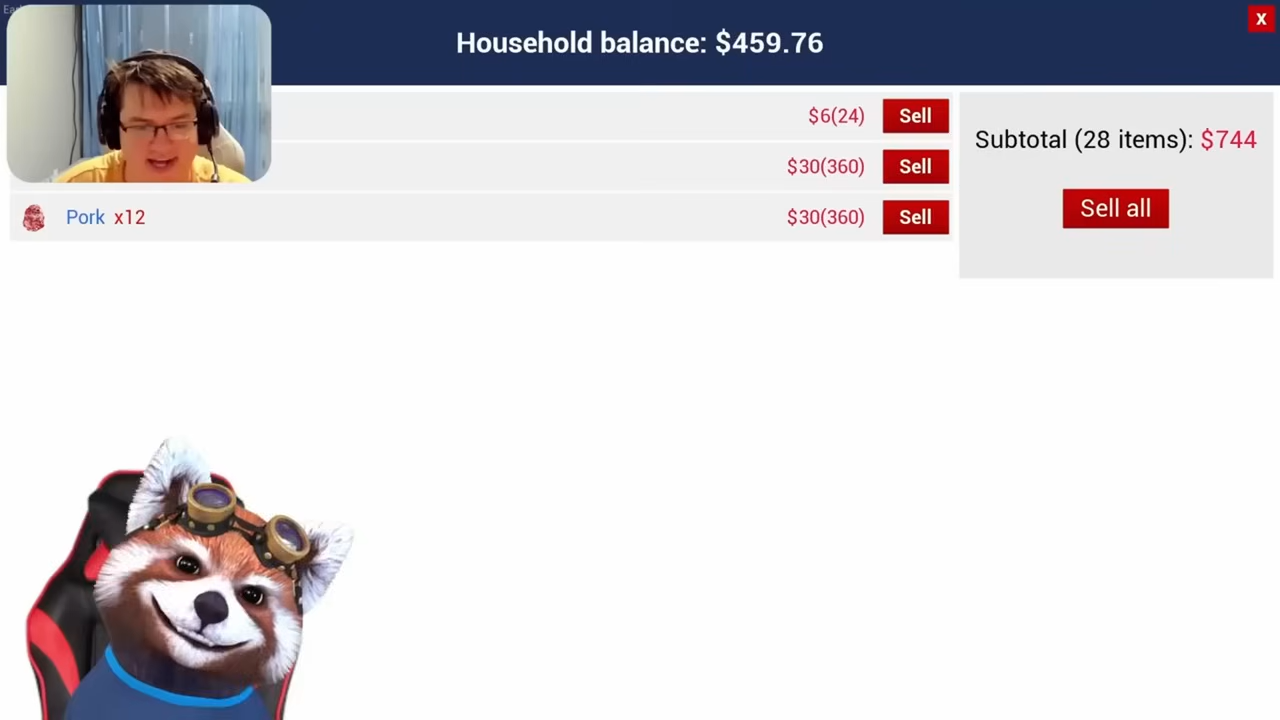 Household balance: $459.76
X
$6(24) Sell
$30(360) Sell
Pork x12 $30(360) Sell
Subtotal (28 items): $744
Sell all